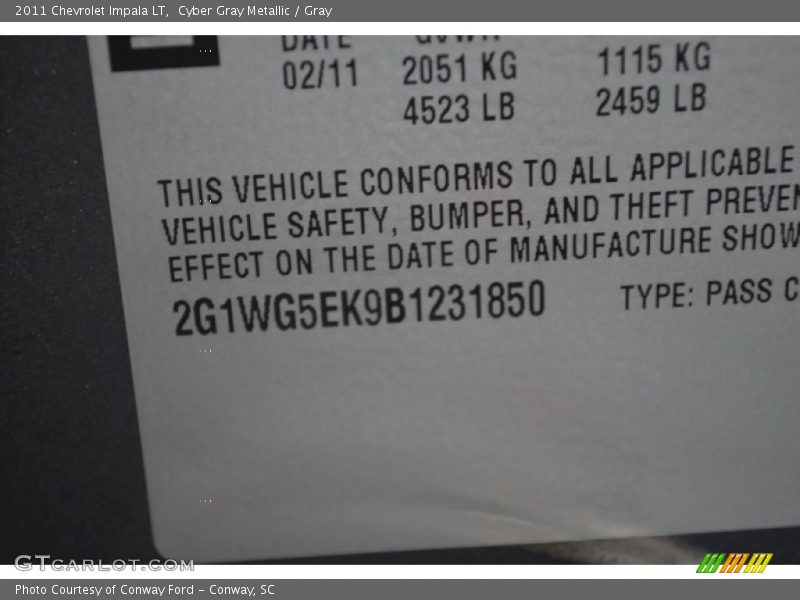 2011 Chevrolet Impala LT, Cyber Gray Metallic / Gray
DATE GVWR
02/11 2051 KG 1115 KG
4523 LB 2459 LB
THIS VEHICLE CONFORMS TO ALL APPLICABLE
VEHICLE SAFETY, BUMPER, AND THEFT PREVEN
EFFECT ON THE DATE OF MANUFACTURE SHOW
2G1WG5EK9B1231850 TYPE: PASS C
GTCARLOT.COM
Photo Courtesy of Conway Ford - Conway, SC